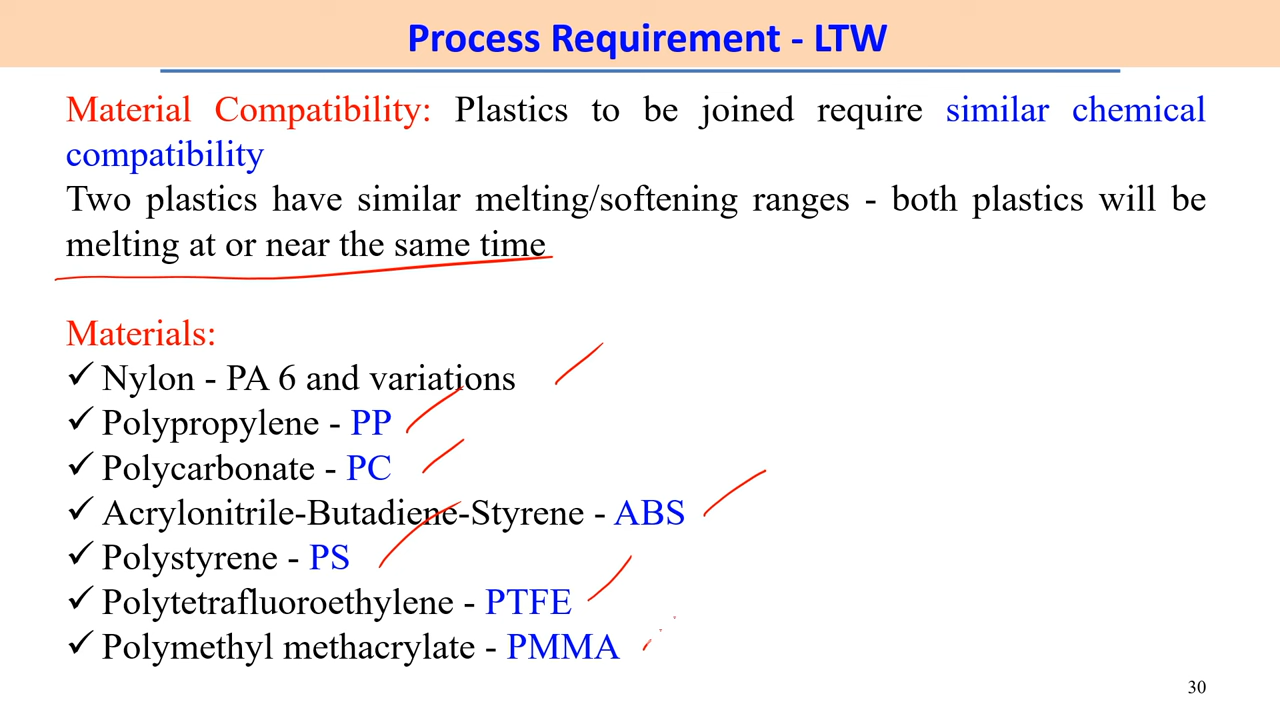 Process Requirement - LTW
Material Compatibility: Plastics to be joined require similar chemical
compatibility
Two plastics have similar melting/softening ranges - both plastics will be
melting at or near the same time
Materials:
✓ Nylon - PA 6 and variations
✓ Polypropylene - PP
✓ Polycarbonate - PC
✓ Acrylonitrile-Butadiene-Styrene - ABS
✓ Polystyrene - PS
✓ Polytetrafluoroethylene - PTFE
✓ Polymethyl methacrylate - PMMA
30